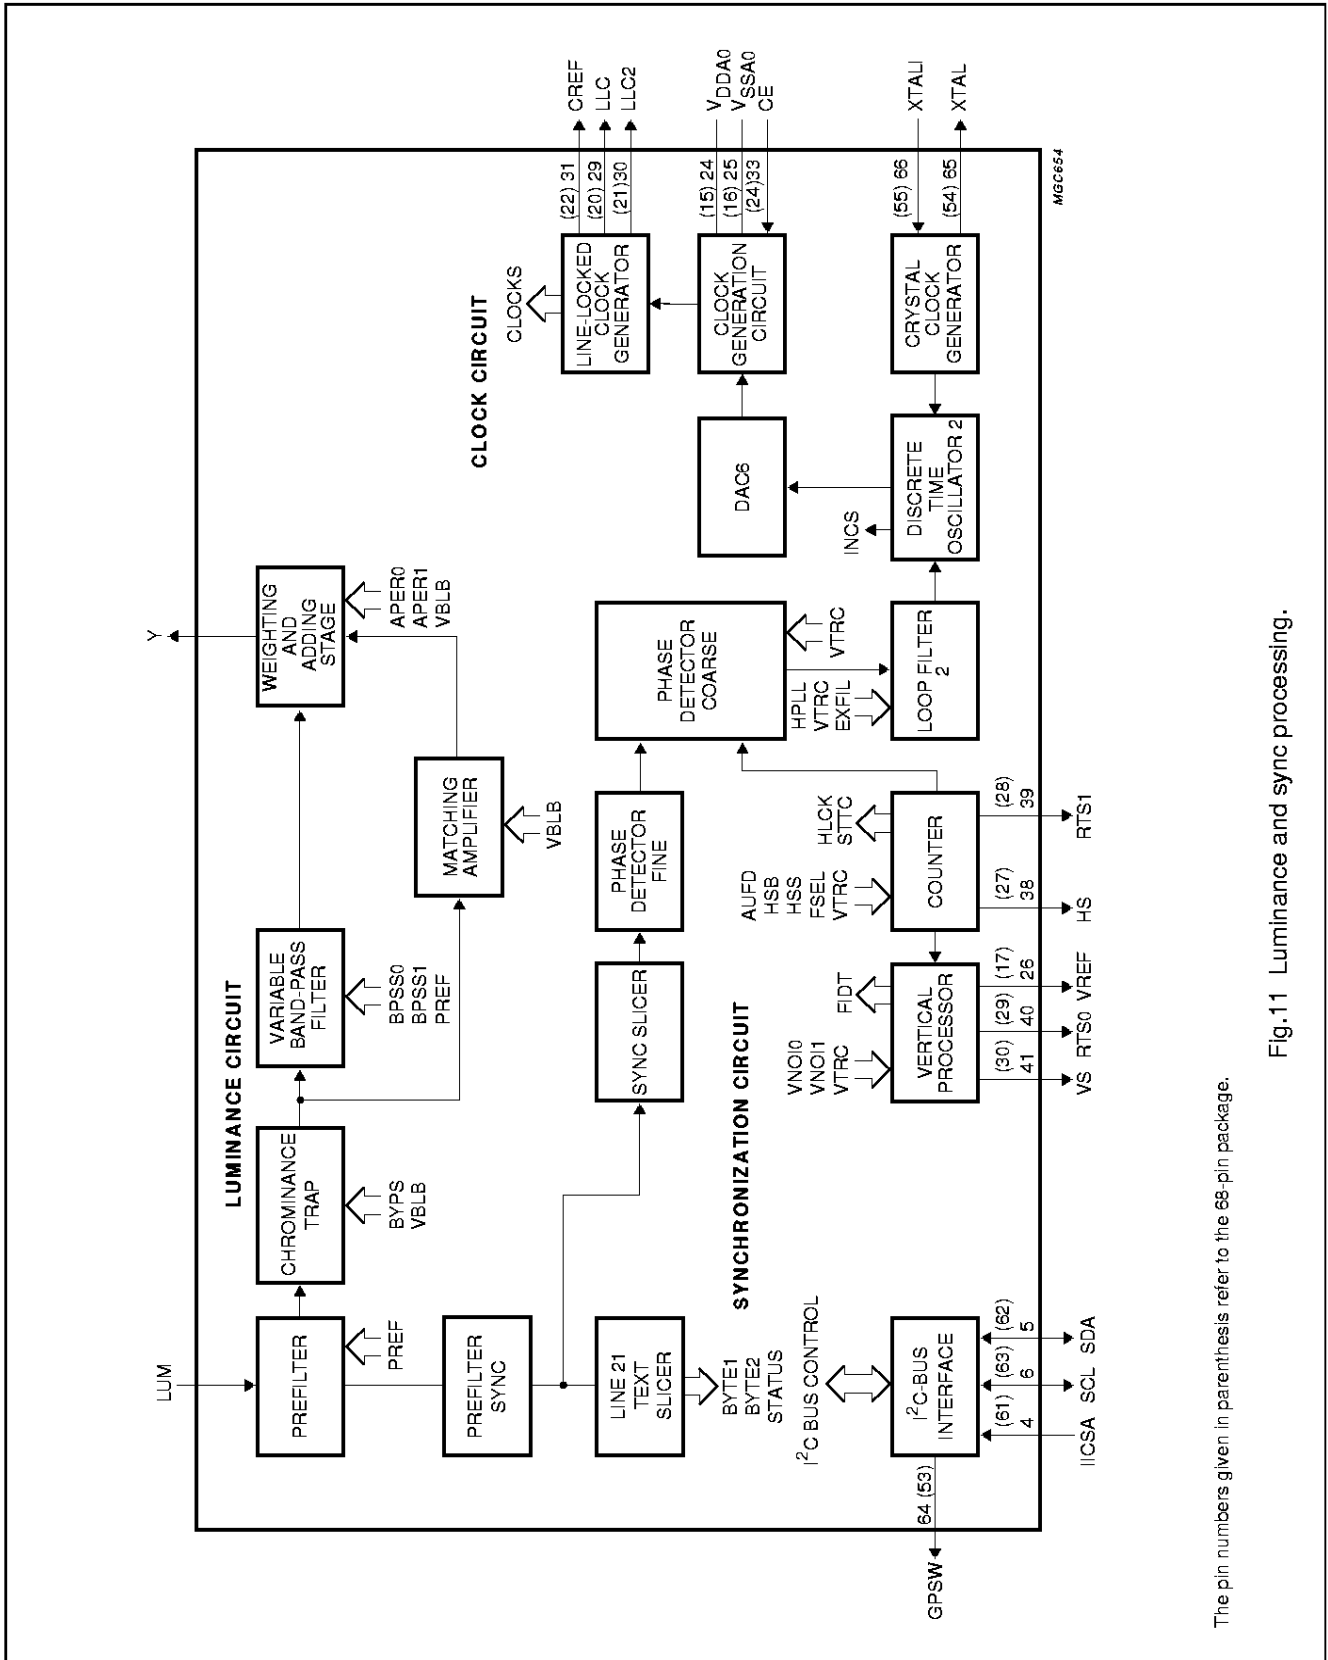 LUM
Y
LUMINANCE CIRCUIT
PREFILTER
PREF
CHROMINANCE
TRAP
BYPS
VBLB
VARIABLE
BAND-PASS
FILTER
BPSS0
BPSS1
PREF
MATCHING
AMPLIFIER
VBLB
WEIGHTING
AND
ADDING
STAGE
APER0
APER1
VBLB
PREFILTER
SYNC
LINE 21
TEXT
SLICER
BYTE1
BYTE2
STATUS
SYNC SLICER
PHASE
DETECTOR
FINE
PHASE
DETECTOR
COARSE
VTRC
SYNCHRONIZATION CIRCUIT
I2C BUS CONTROL
I2C-BUS
INTERFACE
64 (53)
GPSW
(61)
4
IICSA
(63)
6
SCL
(62)
5
SDA
VNOI0
VNOI1
VTRC
FIDT
VERTICAL
PROCESSOR
(30)
41
VS
(29)
40
RTS0
(17)
26
VREF
AUFD
HSB
HSS
FSEL
VTRC
HLCK
STTC
COUNTER
(27)
38
HS
(28)
39
RTS1
HPLL
VTRC
EXFIL
LOOP FILTER
2
INCS
DISCRETE
TIME
OSCILLATOR 2
DAC6
CLOCK CIRCUIT
CLOCKS
LINE-LOCKED
CLOCK
GENERATOR
(22) 31 CREF
(20) 29 LLC
(21)30 LLC2
CLOCK
GENERATION
CIRCUIT
(15) 24 VDDA0
(16) 25 VSSA0
(24)33 CE
CRYSTAL
CLOCK
GENERATOR
(55) 66 XTALI
(54) 65 XTAL
MGC654
The pin numbers given in parenthesis refer to the 68-pin package.
Fig.11 Luminance and sync processing.